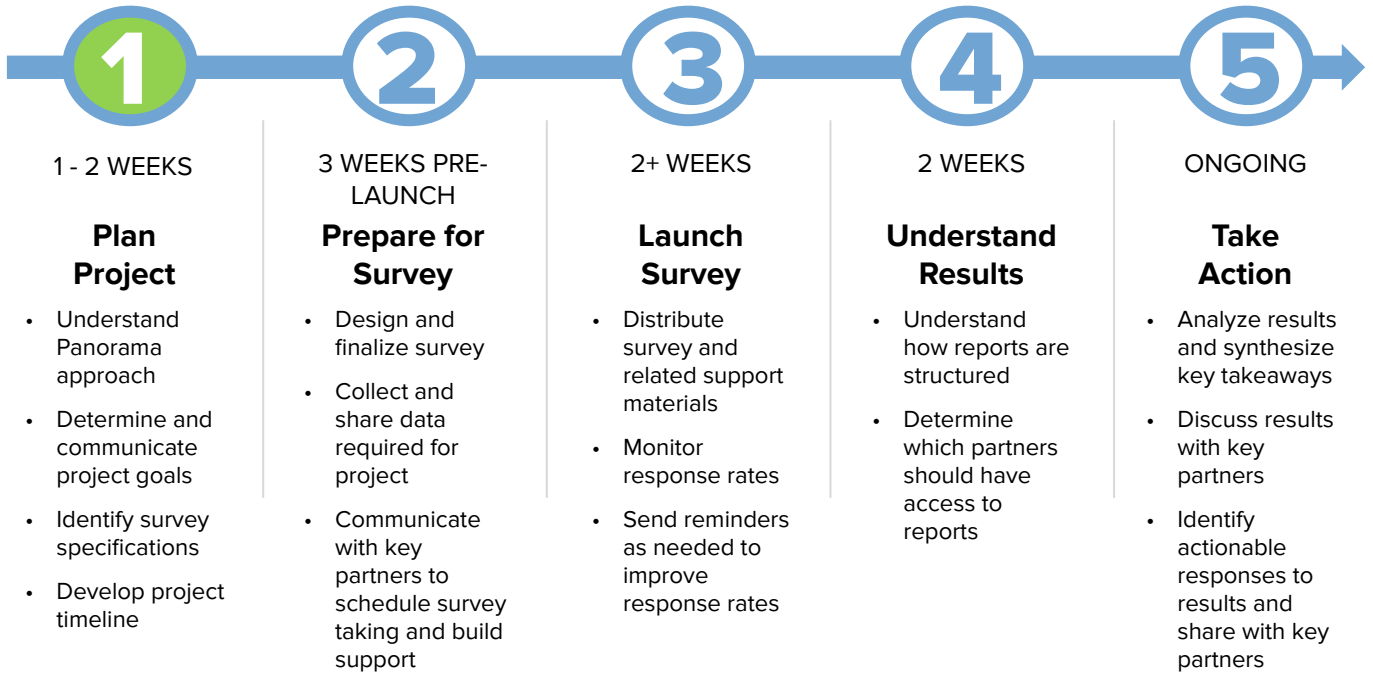 1
1 - 2 WEEKS
Plan
Project
• Understand
Panorama
approach
• Determine and
communicate
project goals
• Identify survey
specifications
• Develop project
timeline
2
3 WEEKS PRE-
LAUNCH
Prepare for
Survey
• Design and
finalize survey
• Collect and
share data
required for
project
• Communicate
with key
partners to
schedule survey
taking and build
support
3
2+ WEEKS
Launch
Survey
• Distribute
survey and
related support
materials
• Monitor
response rates
• Send reminders
as needed to
improve
response rates
4
2 WEEKS
Understand
Results
• Understand
how reports are
structured
• Determine
which partners
should have
access to
reports
5
ONGOING
Take
Action
• Analyze results
and synthesize
key takeaways
• Discuss results
with key
partners
• Identify
actionable
responses to
results and
share with key
partners